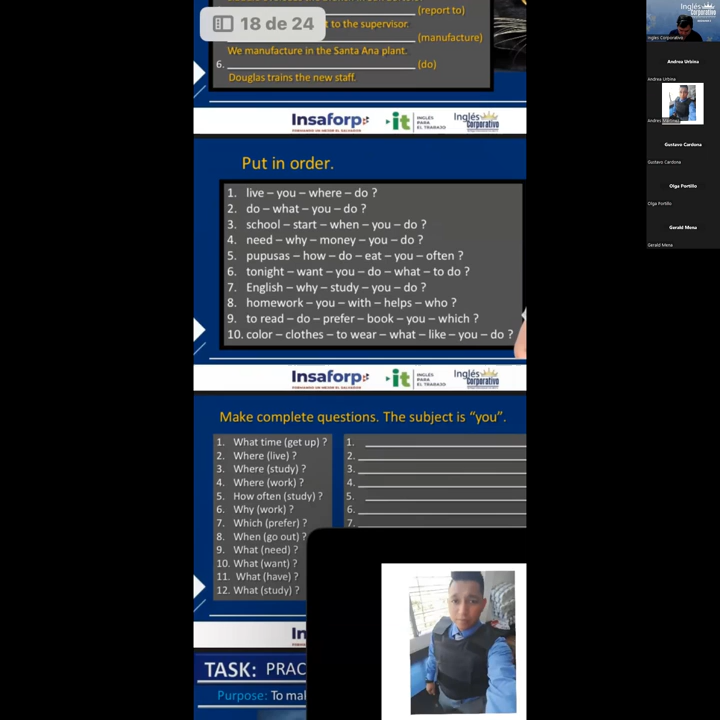 18 de 24
(report to)
t to the supervisor.
(manufacture)
We manufacture in the Santa Ana plant.
6. (do)
Douglas trains the new staff.
Insaforp
it
INGLÉS
PARA
EL TRABAJO
Inglés
Corporativo
Put in order.
1. live – you – where – do ?
2. do – what – you – do ?
3. school – start – when – you – do ?
4. need – why – money – you – do ?
5. pupusas – how – do – eat – you – often ?
6. tonight – want – you – do – what – to do ?
7. English – why – study – you – do ?
8. homework – you – with – helps – who ?
9. to read – do – prefer – book – you – which ?
10. color – clothes – to wear – what – like – you – do ?
Insaforp
it
INGLÉS
PARA
EL TRABAJO
Inglés
Corporativo
Make complete questions. The subject is “you”.
1. What time (get up) ?
2. Where (live) ?
3. Where (study) ?
4. Where (work) ?
5. How often (study) ?
6. Why (work) ?
7. Which (prefer) ?
8. When (go out) ?
9. What (need) ?
10. What (want) ?
11. What (have) ?
12. What (study) ?
1.
2.
3.
4.
5.
6.
7.
In
TASK: PRAC
Purpose: To mal
Inglés
Corporativo
Ingles Corporativo
Andrea Urbina
Andrea Urbina
Andres Martinez
Gustavo Cardona
Gustavo Cardona
Olga Portillo
Olga Portillo
Gerald Mena
Gerald Mena